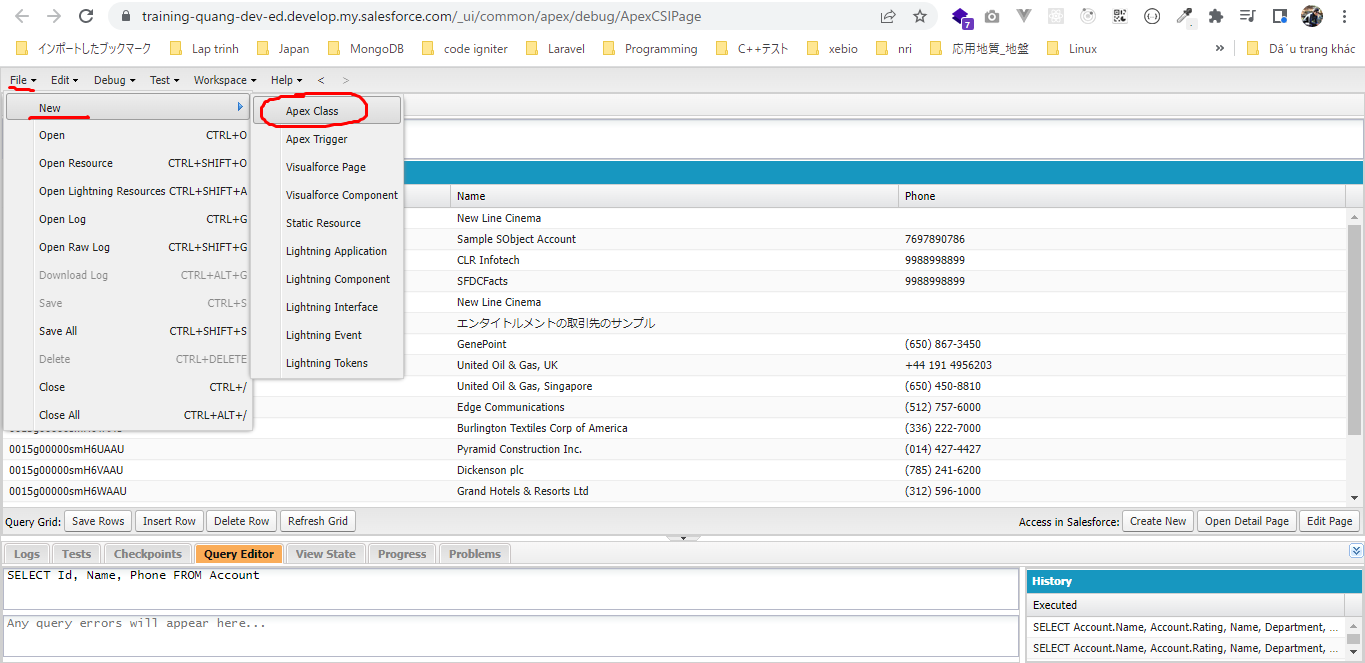 training-quang-dev-ed.develop.my.salesforce.com/_ui/common/apex/debug/ApexCSIPage
7
インポートしたブックマーク Lap trinh Japan MongoDB code igniter Laravel Programming C++テスト xebio nri 応用地質_地盤 Linux » Dấu trang khác
File Edit Debug Test Workspace Help < >
New
Open CTRL+O
Open Resource CTRL+SHIFT+O
Open Lightning Resources CTRL+SHIFT+A
Open Log CTRL+G
Open Raw Log CTRL+SHIFT+G
Download Log CTRL+ALT+G
Save CTRL+S
Save All CTRL+SHIFT+S
Delete CTRL+DELETE
Close CTRL+/
Close All CTRL+ALT+/
Apex Class
Apex Trigger
Visualforce Page
Visualforce Component
Static Resource
Lightning Application
Lightning Component
Lightning Interface
Lightning Event
Lightning Tokens
Name Phone
New Line Cinema
Sample SObject Account 7697890786
CLR Infotech 9988998899
SFDCFacts 9988998899
New Line Cinema
エンタイトルメントの取引先のサンプル
GenePoint (650) 867-3450
United Oil & Gas, UK +44 191 4956203
United Oil & Gas, Singapore (650) 450-8810
Edge Communications (512) 757-6000
Burlington Textiles Corp of America (336) 222-7000
0015g00000smH6UAAU Pyramid Construction Inc. (014) 427-4427
0015g00000smH6VAAU Dickenson plc (785) 241-6200
0015g00000smH6WAAU Grand Hotels & Resorts Ltd (312) 596-1000
Query Grid: Save Rows Insert Row Delete Row Refresh Grid Access in Salesforce: Create New Open Detail Page Edit Page
Logs Tests Checkpoints Query Editor View State Progress Problems
SELECT Id, Name, Phone FROM Account
Any query errors will appear here...
History
Executed
SELECT Account.Name, Account.Rating, Name, Department, ...
SELECT Account.Name, Account.Rating, Name, Department, ...